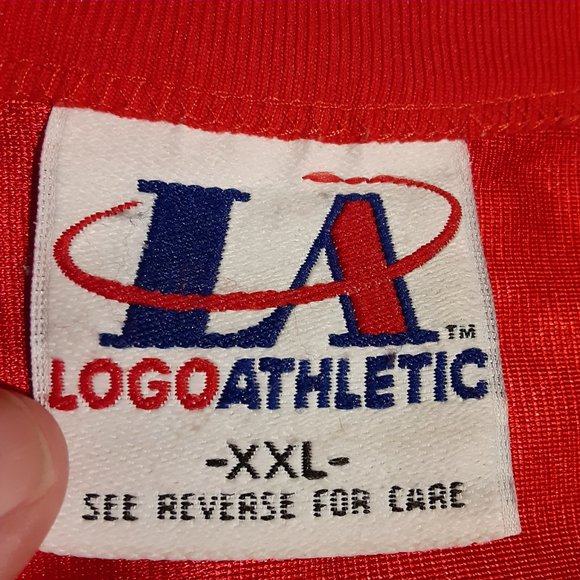 LA
TM
LOGOATHLETIC
-XXL-
SEE REVERSE FOR CARE